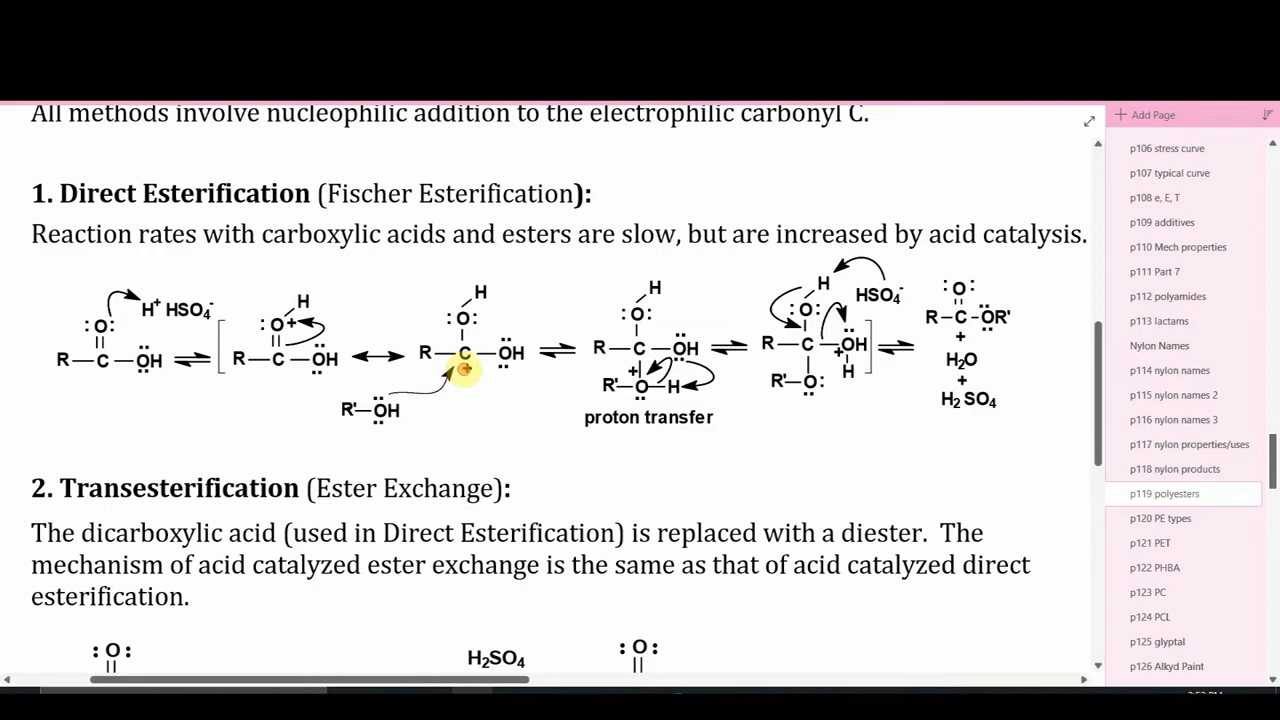 All methods involve nucleophilic addition to the electrophilic carbonyl C.
1. Direct Esterification (Fischer Esterification):
Reaction rates with carboxylic acids and esters are slow, but are increased by acid catalysis.
:O: H+ HSO4- R—C—ÖH
H :O+ R—C—ÖH
H :O: R—C—ÖH +
R'—ÖH
H :O: R—C—ÖH + R'—O—H
proton transfer
H :O: HSO4- R—C—OH + H R'—O:
:O: R—C—ÖR'
+
H2O
+
H2SO4
2. Transesterification (Ester Exchange):
The dicarboxylic acid (used in Direct Esterification) is replaced with a diester. The
mechanism of acid catalyzed ester exchange is the same as that of acid catalyzed direct
esterification.
:O: H2SO4 :O:
Add Page
p106 stress curve
p107 typical curve
p108 e, E, T
p109 additives
p110 Mech properties
p111 Part 7
p112 polyamides
p113 lactams
Nylon Names
p114 nylon names
p115 nylon names 2
p116 nylon names 3
p117 nylon properties/uses
p118 nylon products
p119 polyesters
p120 PE types
p121 PET
p122 PHBA
p123 PC
p124 PCL
p125 glyptal
p126 Alkyd Paint